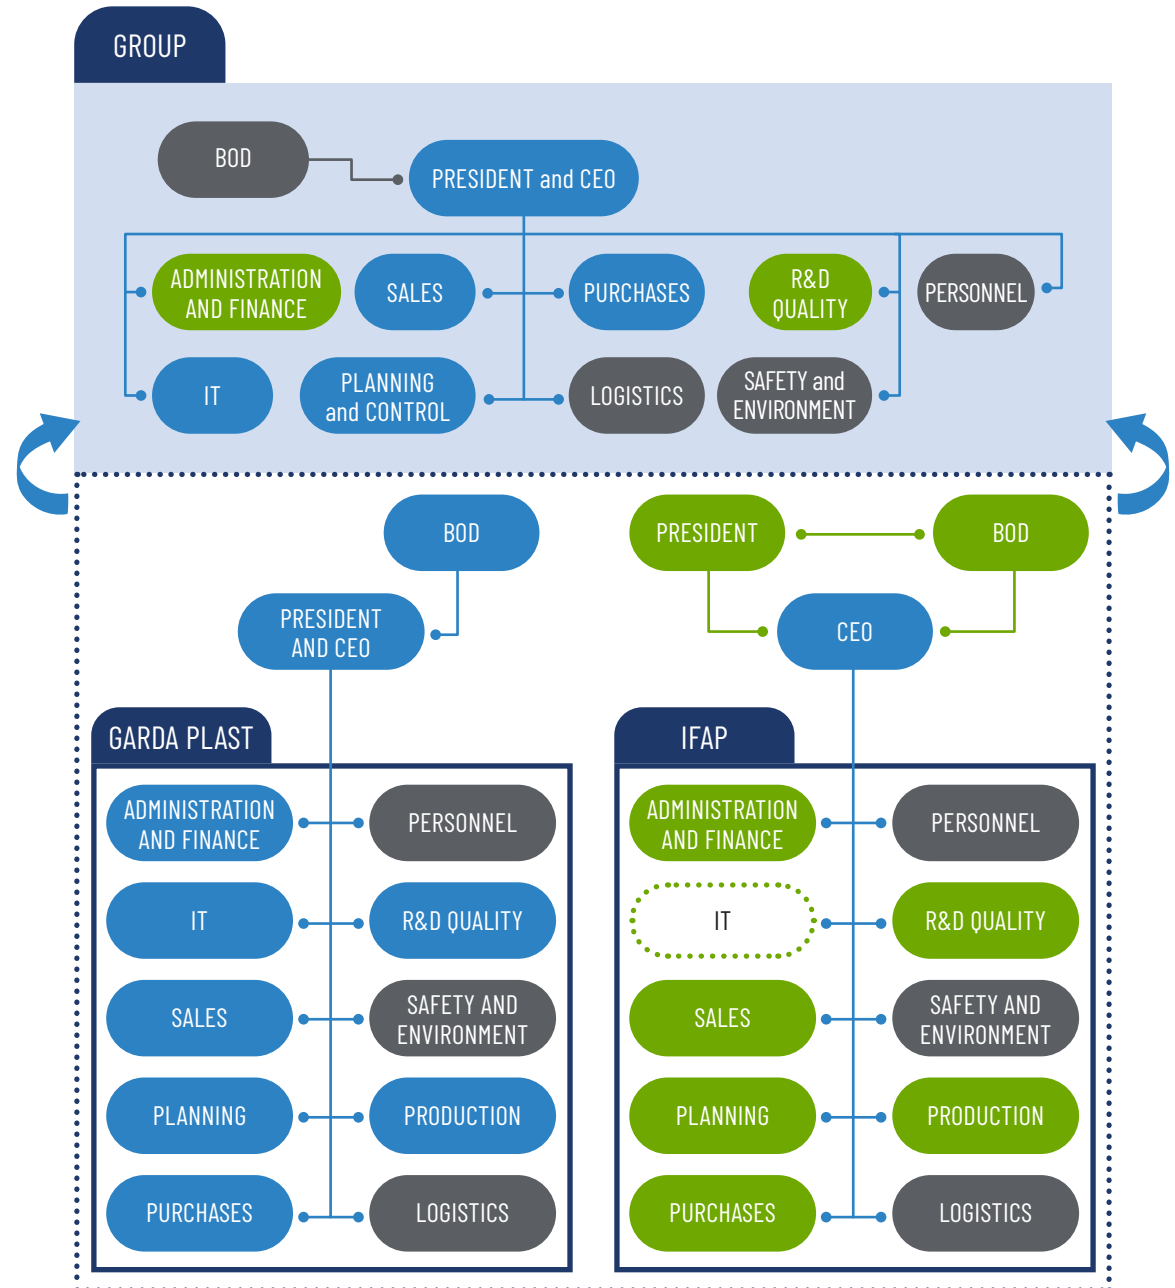 GROUP
BOD
PRESIDENT and CEO
ADMINISTRATION
AND FINANCE
SALES
PURCHASES
R&D
QUALITY
PERSONNEL
IT
PLANNING
and CONTROL
LOGISTICS
SAFETY and
ENVIRONMENT
BOD
PRESIDENT
AND CEO
PRESIDENT
BOD
CEO
GARDA PLAST
ADMINISTRATION
AND FINANCE
PERSONNEL
IT
R&D QUALITY
SALES
SAFETY AND
ENVIRONMENT
PLANNING
PRODUCTION
PURCHASES
LOGISTICS
IFAP
ADMINISTRATION
AND FINANCE
PERSONNEL
IT
R&D QUALITY
SALES
SAFETY AND
ENVIRONMENT
PLANNING
PRODUCTION
PURCHASES
LOGISTICS